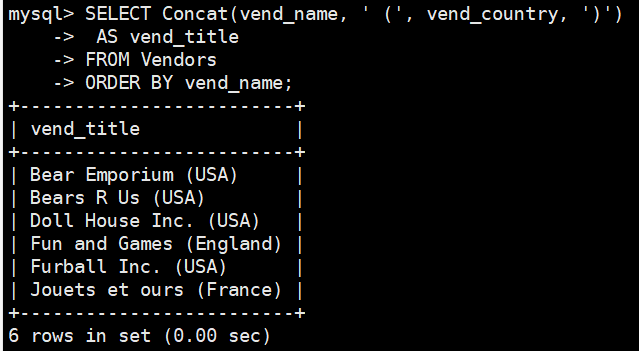 mysql> SELECT Concat(vend_name, ' (', vend_country, ')')
    ->  AS vend_title
    -> FROM Vendors
    -> ORDER BY vend_name;
+-------------------------+
| vend_title              |
+-------------------------+
| Bear Emporium (USA)     |
| Bears R Us (USA)        |
| Doll House Inc. (USA)   |
| Fun and Games (England) |
| Furball Inc. (USA)      |
| Jouets et ours (France) |
+-------------------------+
6 rows in set (0.00 sec)